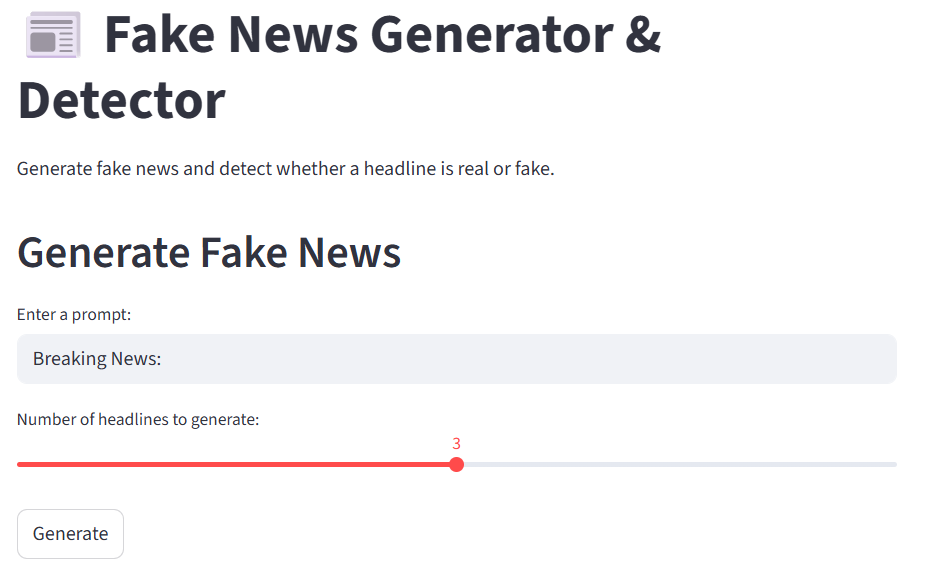 Fake News Generator &
Detector
Generate fake news and detect whether a headline is real or fake.
Generate Fake News
Enter a prompt:
Breaking News:
Number of headlines to generate:
3
Generate